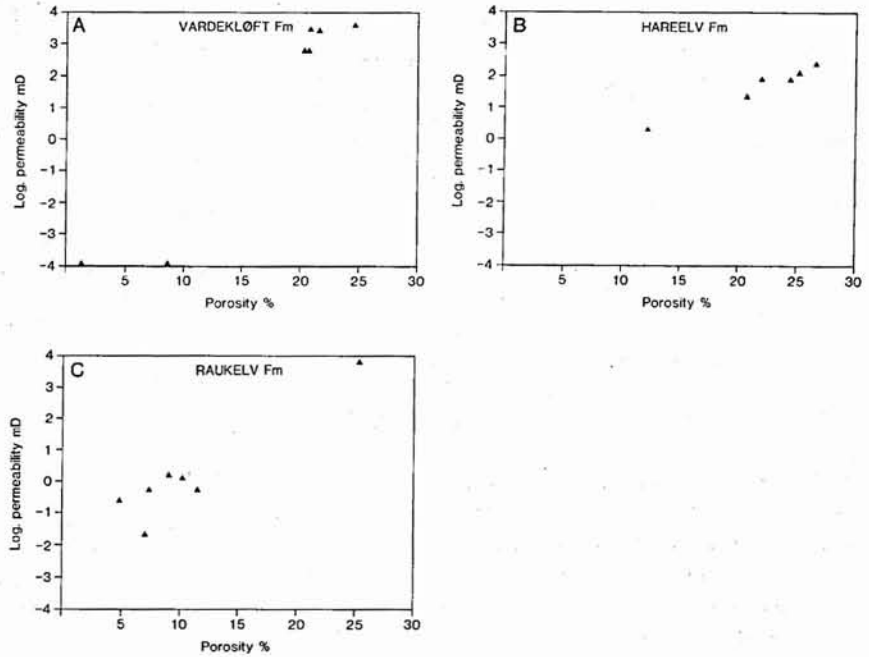 A
VARDEKLØFT Fm
Log. permeability mD
4
3
2
1
0
−1
−2
−3
−4
5 10 15 20 25 30
Porosity %
B
HAREELV Fm
Log. permeability mD
4
3
2
1
0
−1
−2
−3
−4
5 10 15 20 25 30
Porosity %
C
RAUKELV Fm
Log. permeability mD
4
3
2
1
0
−1
−2
−3
−4
5 10 15 20 25 30
Porosity %